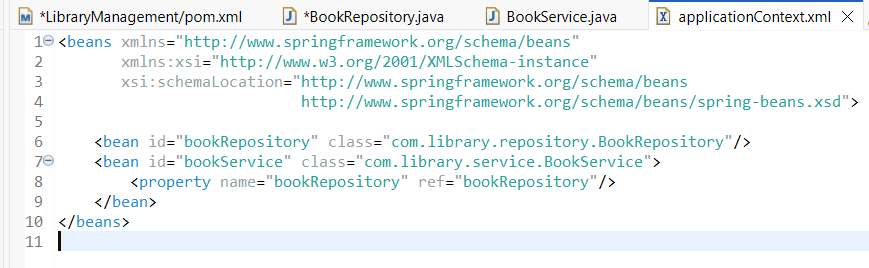 *LibraryManagement/pom.xml *BookRepository.java BookService.java applicationContext.xml
1 <beans xmlns="http://www.springframework.org/schema/beans"
2 xmlns:xsi="http://www.w3.org/2001/XMLSchema-instance"
3 xsi:schemaLocation="http://www.springframework.org/schema/beans
4 http://www.springframework.org/schema/beans/spring-beans.xsd">
5
6 <bean id="bookRepository" class="com.library.repository.BookRepository"/>
7 <bean id="bookService" class="com.library.service.BookService">
8 <property name="bookRepository" ref="bookRepository"/>
9 </bean>
10 </beans>
11